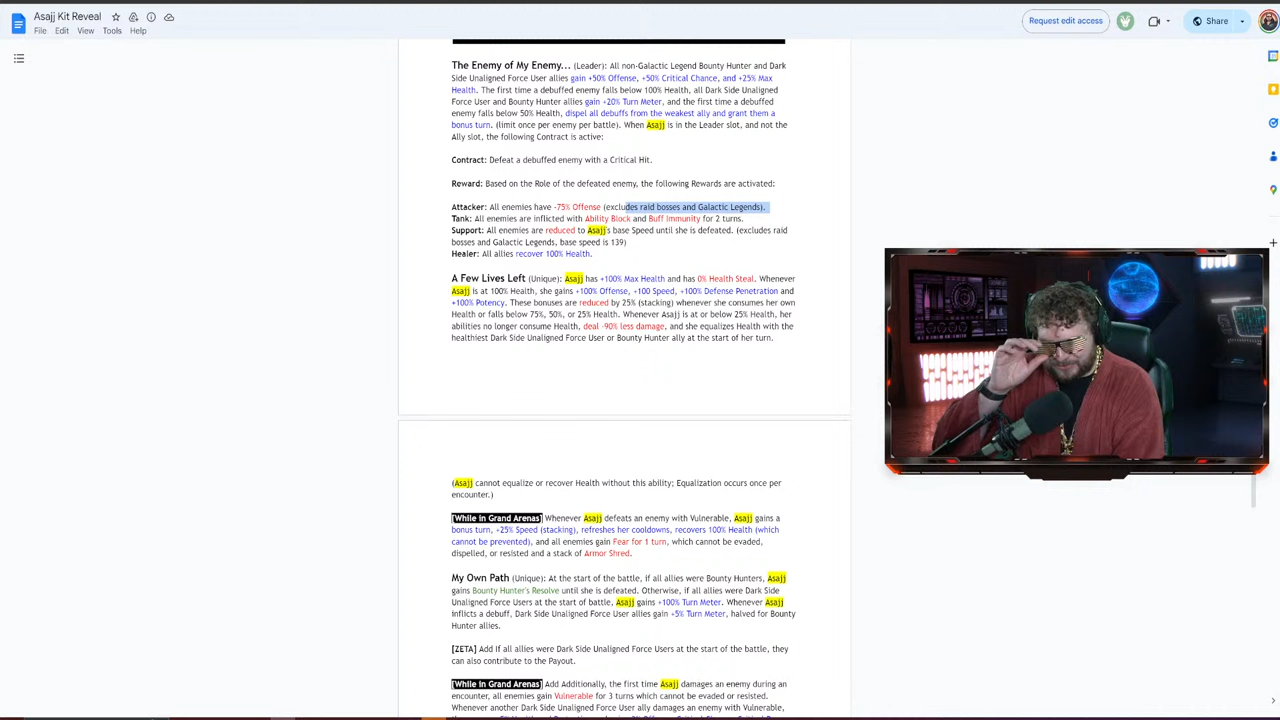 Asajj Kit Reveal
File Edit View Tools Help
Request edit access
Share
The Enemy of My Enemy... (Leader): All non-Galactic Legend Bounty Hunter and Dark
Side Unaligned Force User allies gain +50% Offense, +50% Critical Chance, and +25% Max
Health. The first time a debuffed enemy falls below 100% Health, all Dark Side Unaligned
Force User and Bounty Hunter allies gain +20% Turn Meter, and the first time a debuffed
enemy falls below 50% Health, dispel all debuffs from the weakest ally and grant them a
bonus turn. (limit once per enemy per battle). When Asajj is in the Leader slot, and not the
Ally slot, the following Contract is active:
Contract: Defeat a debuffed enemy with a Critical Hit.
Reward: Based on the Role of the defeated enemy, the following Rewards are activated:
Attacker: All enemies have -75% Offense (excludes raid bosses and Galactic Legends).
Tank: All enemies are inflicted with Ability Block and Buff Immunity for 2 turns.
Support: All enemies are reduced to Asajj's base Speed until she is defeated. (excludes raid
bosses and Galactic Legends, base speed is 139)
Healer: All allies recover 100% Health.
A Few Lives Left (Unique): Asajj has +100% Max Health and has 0% Health Steal. Whenever
Asajj is at 100% Health, she gains +100% Offense, +100 Speed, +100% Defense Penetration and
+100% Potency. These bonuses are reduced by 25% (stacking) whenever she consumes her own
Health or falls below 75%, 50%, or 25% Health. Whenever Asajj is at or below 25% Health, her
abilities no longer consume Health, deal -90% less damage, and she equalizes Health with the
healthiest Dark Side Unaligned Force User or Bounty Hunter ally at the start of her turn.
(Asajj cannot equalize or recover Health without this ability; Equalization occurs once per
encounter.)
[While in Grand Arenas] Whenever Asajj defeats an enemy with Vulnerable, Asajj gains a
bonus turn, +25% Speed (stacking), refreshes her cooldowns, recovers 100% Health (which
cannot be prevented), and all enemies gain Fear for 1 turn, which cannot be evaded,
dispelled, or resisted and a stack of Armor Shred.
My Own Path (Unique): At the start of the battle, if all allies were Bounty Hunters, Asajj
gains Bounty Hunter's Resolve until she is defeated. Otherwise, if all allies were Dark Side
Unaligned Force Users at the start of battle, Asajj gains +100% Turn Meter. Whenever Asajj
inflicts a debuff, Dark Side Unaligned Force User allies gain +5% Turn Meter, halved for Bounty
Hunter allies.
[ZETA] Add If all allies were Dark Side Unaligned Force Users at the start of the battle, they
can also contribute to the Payout.
[While in Grand Arenas] Add Additionally, the first time Asajj damages an enemy during an
encounter, all enemies gain Vulnerable for 3 turns which cannot be evaded or resisted.
Whenever another Dark Side Unaligned Force User ally damages an enemy with Vulnerable,